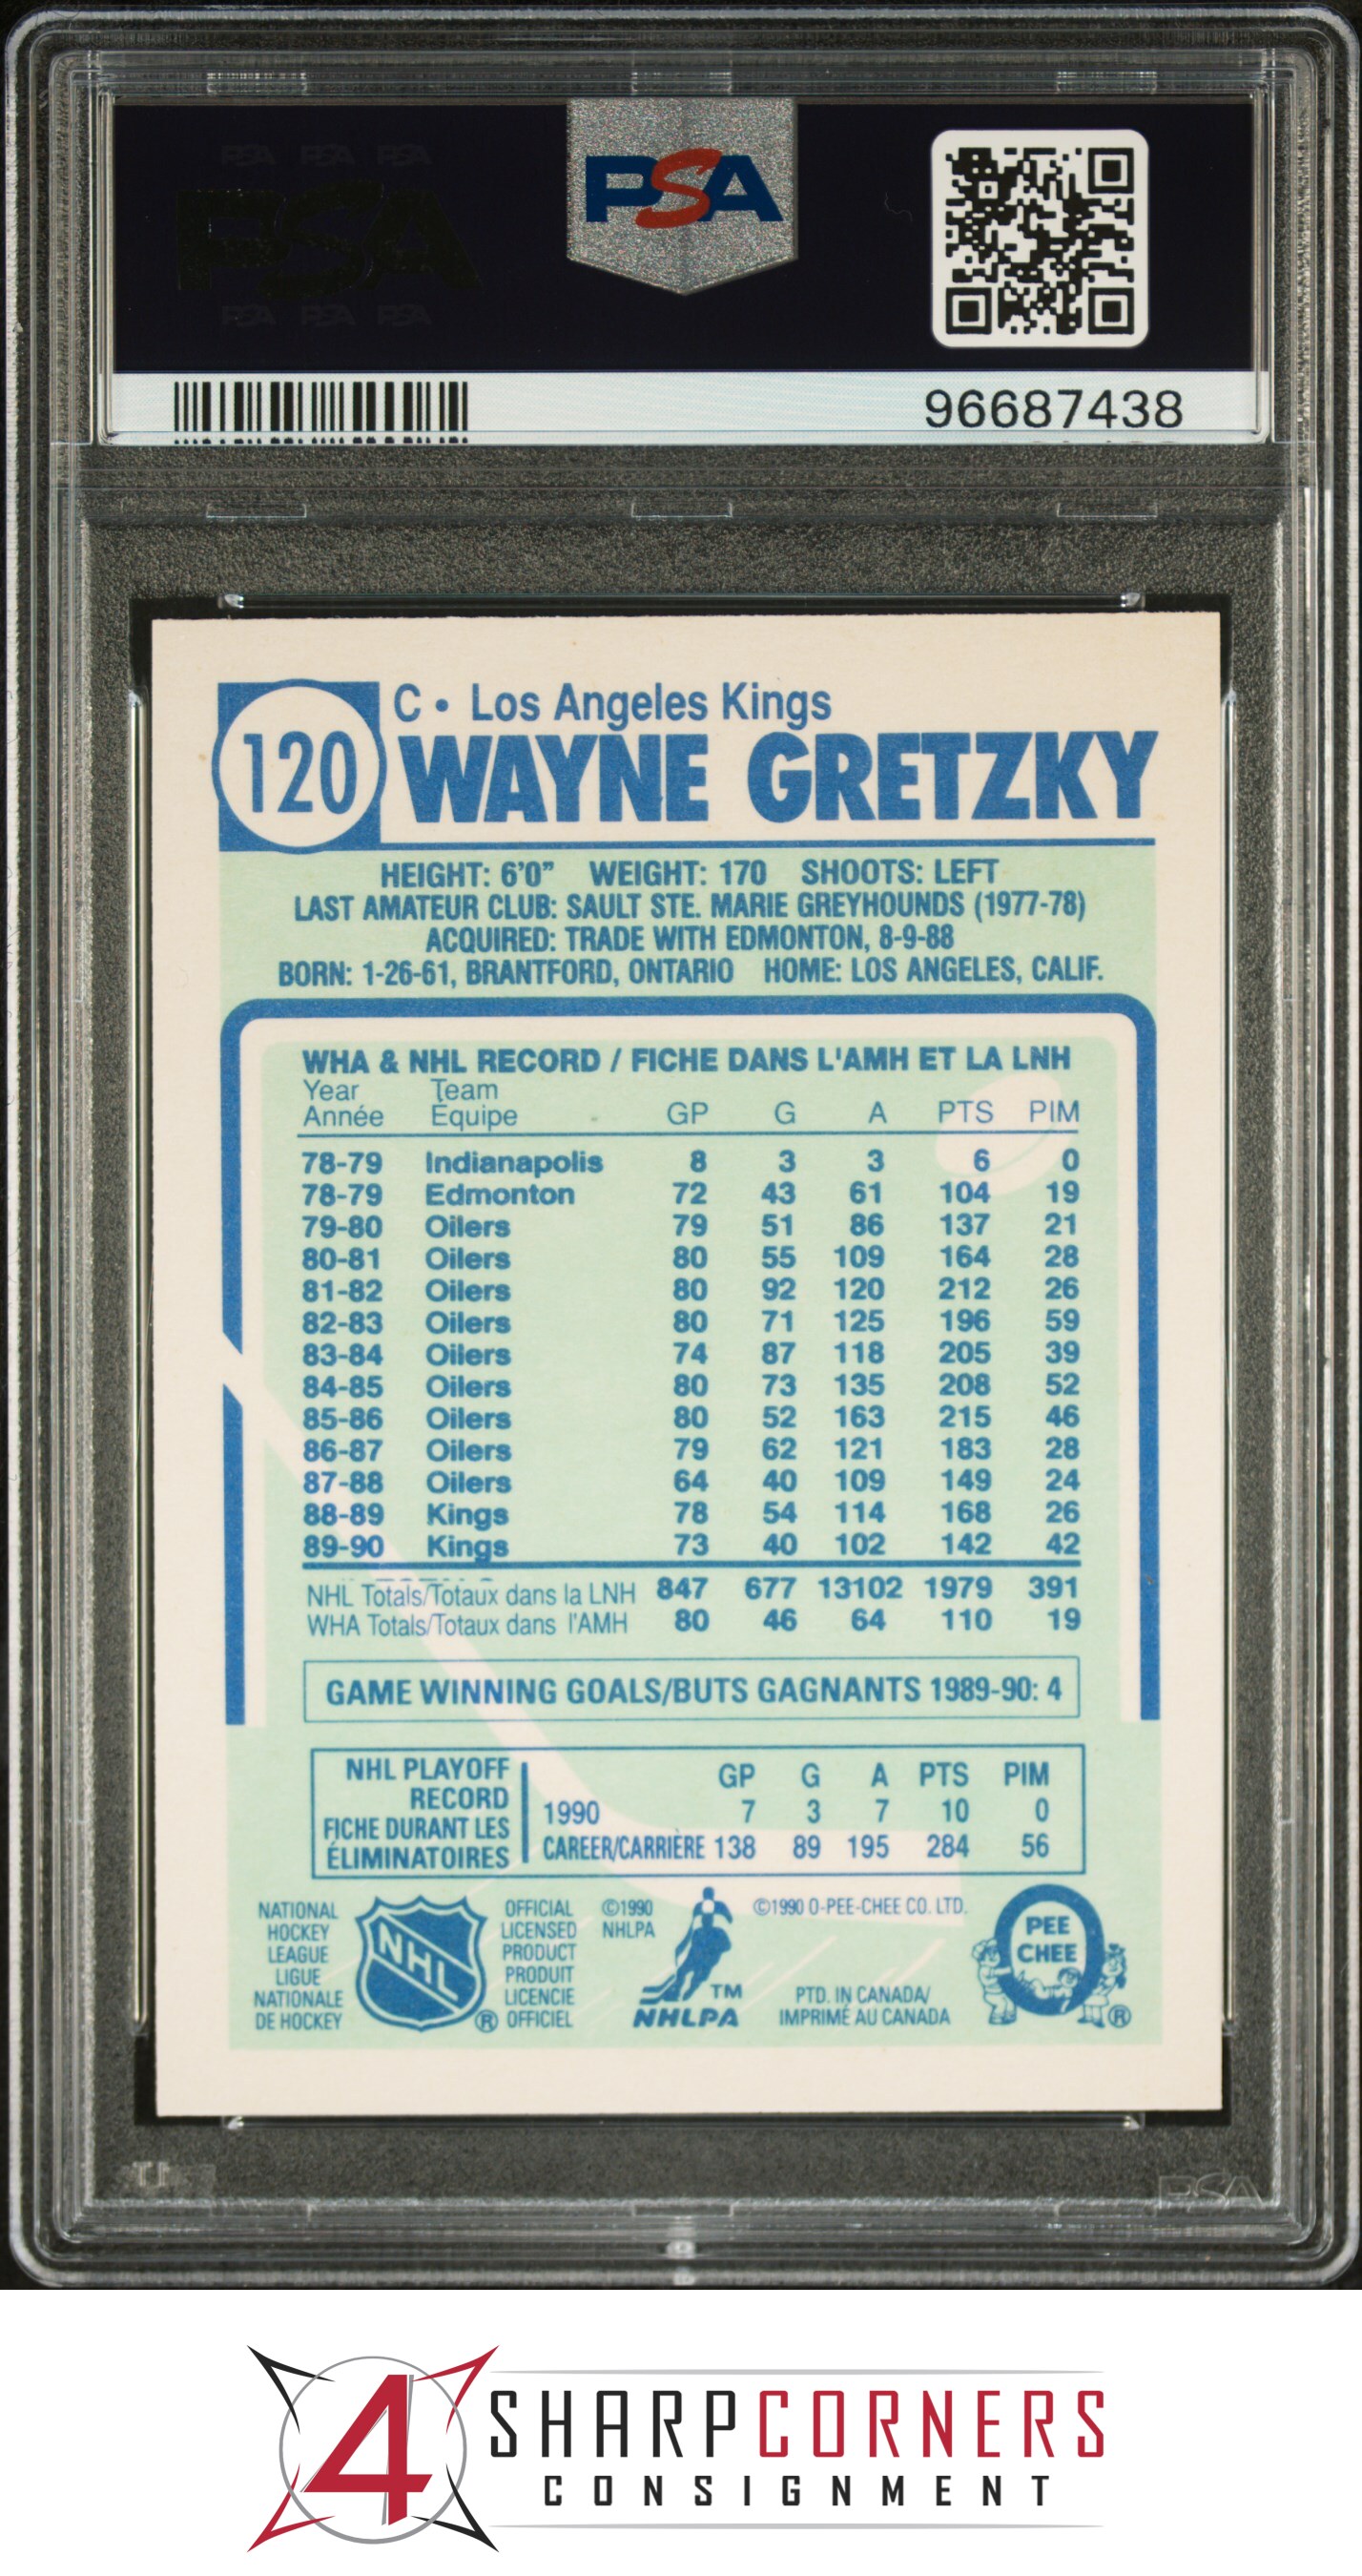 PSA PSA PSA
PSA
PSA PSA PSA
PSA
96687438
C • Los Angeles Kings
120 WAYNE GRETZKY
HEIGHT: 6'0" WEIGHT: 170 SHOOTS: LEFT
LAST AMATEUR CLUB: SAULT STE. MARIE GREYHOUNDS (1977-78)
ACQUIRED: TRADE WITH EDMONTON, 8-9-88
BORN: 1-26-61, BRANTFORD, ONTARIO HOME: LOS ANGELES, CALIF.
WHA & NHL RECORD / FICHE DANS L'AMH ET LA LNH
Year Team
Année Equipe GP G A PTS PIM
78-79 Indianapolis 8 3 3 6 0
78-79 Edmonton 72 43 61 104 19
79-80 Oilers 79 51 86 137 21
80-81 Oilers 80 55 109 164 28
81-82 Oilers 80 92 120 212 26
82-83 Oilers 80 71 125 196 59
83-84 Oilers 74 87 118 205 39
84-85 Oilers 80 73 135 208 52
85-86 Oilers 80 52 163 215 46
86-87 Oilers 79 62 121 183 28
87-88 Oilers 64 40 109 149 24
88-89 Kings 78 54 114 168 26
89-90 Kings 73 40 102 142 42
NHL Totals/Totaux dans la LNH 847 677 13102 1979 391
WHA Totals/Totaux dans l'AMH 80 46 64 110 19
GAME WINNING GOALS/BUTS GAGNANTS 1989-90: 4
NHL PLAYOFF
RECORD
FICHE DURANT LES
ÉLIMINATOIRES
GP G A PTS PIM
1990 7 3 7 10 0
CAREER/CARRIÈRE 138 89 195 284 56
NATIONAL
HOCKEY
LEAGUE
LIGUE
NATIONALE
DE HOCKEY
NHL
®
OFFICIAL
LICENSED
PRODUCT
PRODUIT
LICENCIE
OFFICIEL
©1990
NHLPA
TM
NHLPA
©1990 O-PEE-CHEE CO. LTD.
PTD. IN CANADA/
IMPRIMÉ AU CANADA
O
PEE
CHEE
®
PSA
4 SHARPCORNERS
CONSIGNMENT